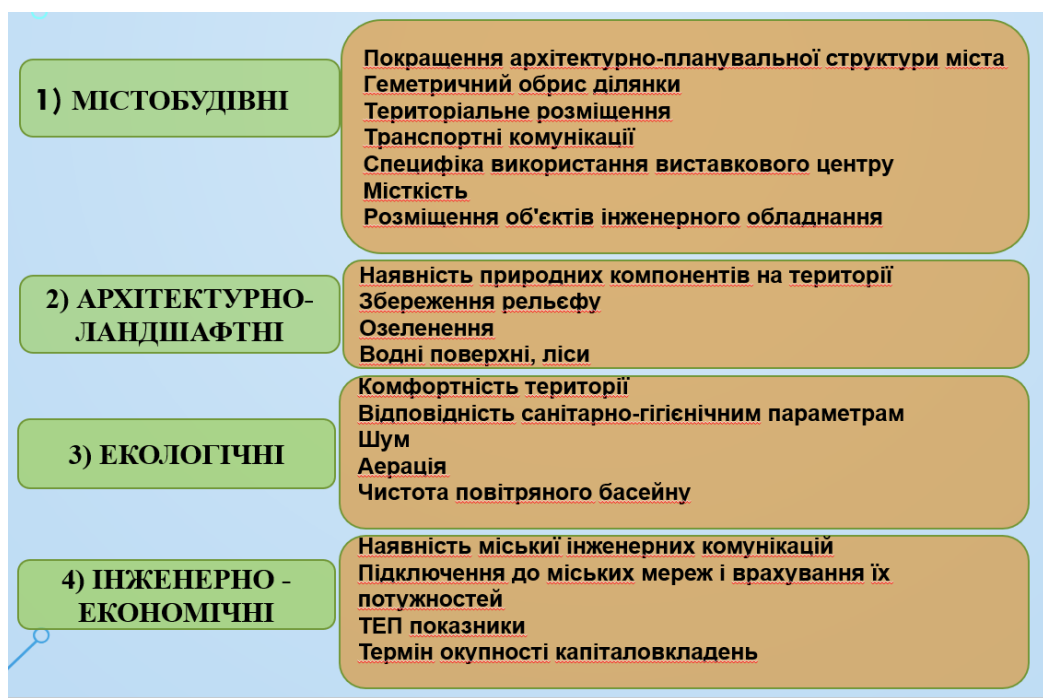 1) МІСТОБУДІВНІ
Покращення архітектурно-планувальної структури міста
Геметричний обрис ділянки
Територіальне розміщення
Транспортні комунікації
Специфіка використання виставкового центру
Місткість
Розміщення об'єктів інженерного обладнання
2) АРХІТЕКТУРНО-
ЛАНДШАФТНІ
Наявність природних компонентів на території
Збереження рельєфу
Озеленення
Водні поверхні, ліси
3) ЕКОЛОГІЧНІ
Комфортність території
Відповідність санітарно-гігієнічним параметрам
Шум
Аерація
Чистота повітряного басейну
4) ІНЖЕНЕРНО -
ЕКОНОМІЧНІ
Наявність міськиї інженерних комунікацій
Підключення до міських мереж і врахування їх
потужностей
ТЕП показники
Термін окупності капіталовкладень